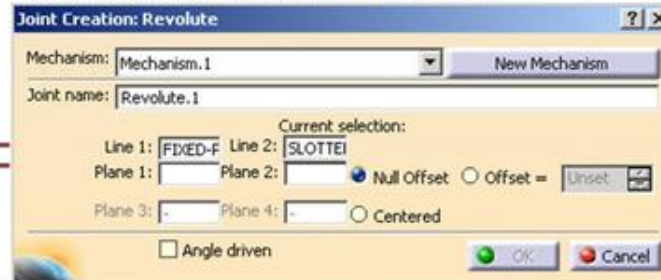 Joint Creation: Revolute
Mechanism: Mechanism.1 New Mechanism
Joint name: Revolute.1
Current selection:
Line 1: FIXED-F Line 2: SLOTTEI
Plane 1: Plane 2: Null Offset Offset = Unset
Plane 3: - Plane 4: - Centered
Angle driven OK Cancel